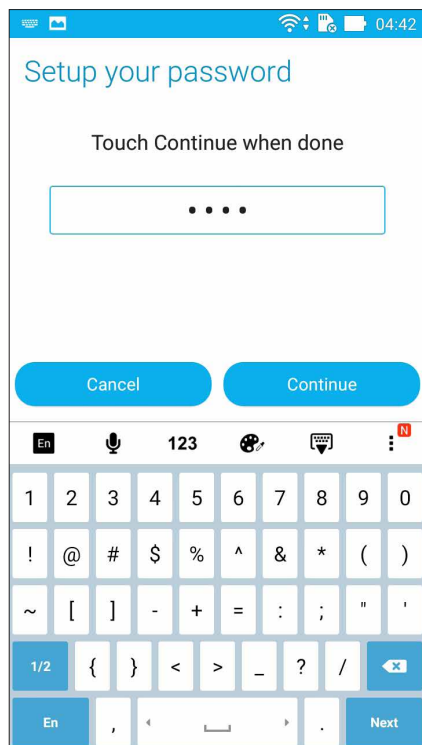 04:42
Setup your password
Touch Continue when done
••••
Cancel Continue
En 123 N
1 2 3 4 5 6 7 8 9 0
! @ # $ % ^ & * ( )
~ [ ] - + = : ; " '
1/2 { } < > _ ? /
En , . Next